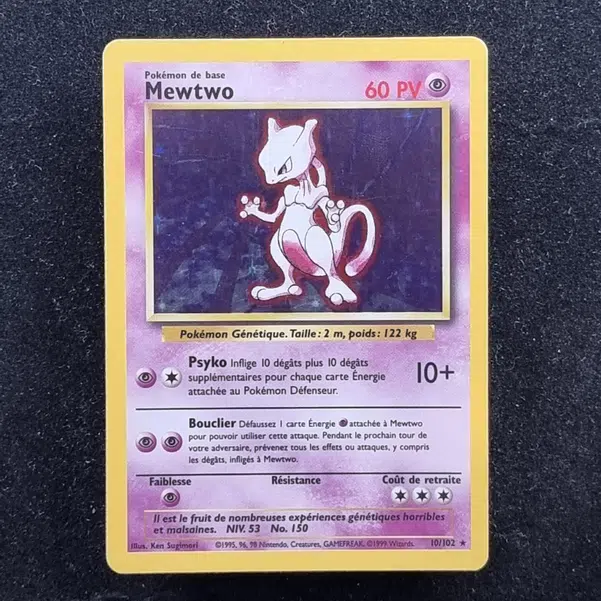 Pokémon de base
Mewtwo 60 PV
Pokémon Génétique. Taille: 2 m, poids: 122 kg
Psyko Inflige 10 dégâts plus 10 dégâts
supplémentaires pour chaque carte Énergie
attachée au Pokémon Défenseur.
10+
Bouclier Défaussez 1 carte Énergie attachée à Mewtwo
pour pouvoir utiliser cette attaque. Pendant le prochain tour de
votre adversaire, prévenez tous les effets ou attaques, y compris
les dégâts, infligés à Mewtwo.
Faiblesse Résistance Coût de retraite
Il est le fruit de nombreuses expériences génétiques horribles
et malsaines. NIV. 53 No. 150
Illus. Ken Sugimori ©1995, 96, 98 Nintendo, Creatures, GAMEFREAK. ©1999 Wizards. 10/102 ★